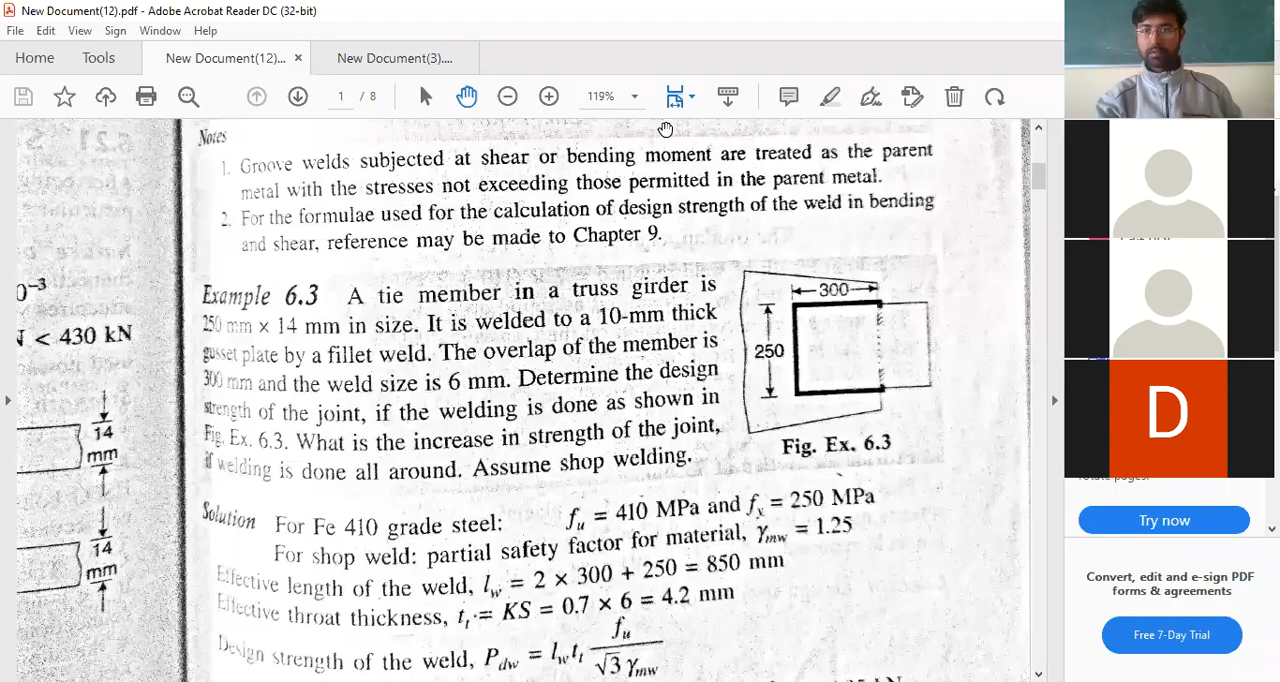 New Document(12).pdf - Adobe Acrobat Reader DC (32-bit)
File Edit View Sign Window Help
Home Tools New Document(12)... × New Document(3)....
1 / 8 119%
Notes
1. Groove welds subjected at shear or bending moment are treated as the parent
metal with the stresses not exceeding those permitted in the parent metal.
2. For the formulae used for the calculation of design strength of the weld in bending
and shear, reference may be made to Chapter 9.
0⁻³
< 430 kN
14
mm
14
mm
Example 6.3 A tie member in a truss girder is
250 mm × 14 mm in size. It is welded to a 10-mm thick
gusset plate by a fillet weld. The overlap of the member is
300 mm and the weld size is 6 mm. Determine the design
strength of the joint, if the welding is done as shown in
Fig. Ex. 6.3. What is the increase in strength of the joint,
if welding is done all around. Assume shop welding.
300
250
Fig. Ex. 6.3
Solution For Fe 410 grade steel: fᵤ = 410 MPa and fₓ = 250 MPa
For shop weld: partial safety factor for material, γmw = 1.25
Effective length of the weld, lw = 2 × 300 + 250 = 850 mm
Effective throat thickness, tt = KS = 0.7 × 6 = 4.2 mm
Design strength of the weld, Pdw = lw tt fu / √3 γmw
D
Try now
Convert, edit and e-sign PDF
forms & agreements
Free 7-Day Trial